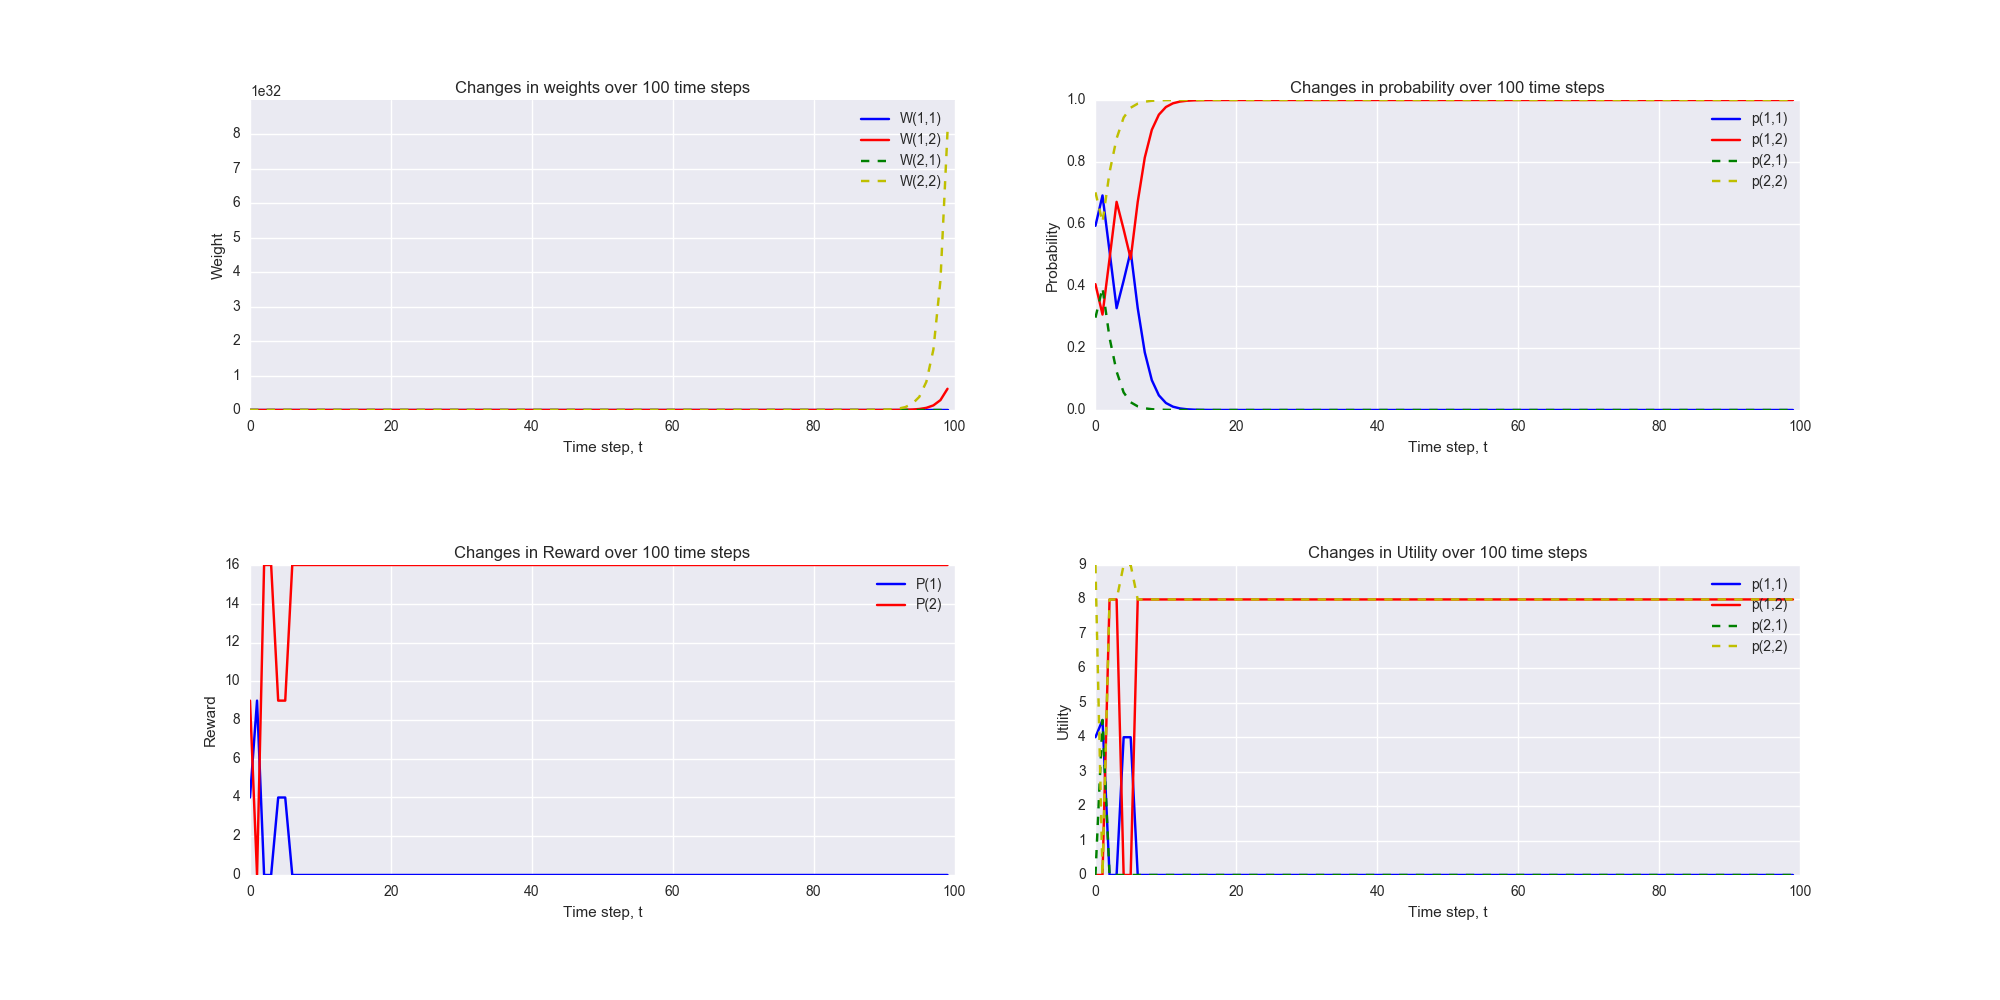 Changes in weights over 100 time steps
1e32
8
7
6
5
4
3
2
1
0
Weight
0 20 40 60 80 100
Time step, t
W(1,1)
W(1,2)
W(2,1)
W(2,2)
Changes in probability over 100 time steps
1.0
0.8
0.6
0.4
0.2
0.0
Probability
0 20 40 60 80 100
Time step, t
p(1,1)
p(1,2)
p(2,1)
p(2,2)
Changes in Reward over 100 time steps
16
14
12
10
8
6
4
2
0
Reward
0 20 40 60 80 100
Time step, t
P(1)
P(2)
Changes in Utility over 100 time steps
9
8
7
6
5
4
3
2
1
0
Utility
0 20 40 60 80 100
Time step, t
p(1,1)
p(1,2)
p(2,1)
p(2,2)